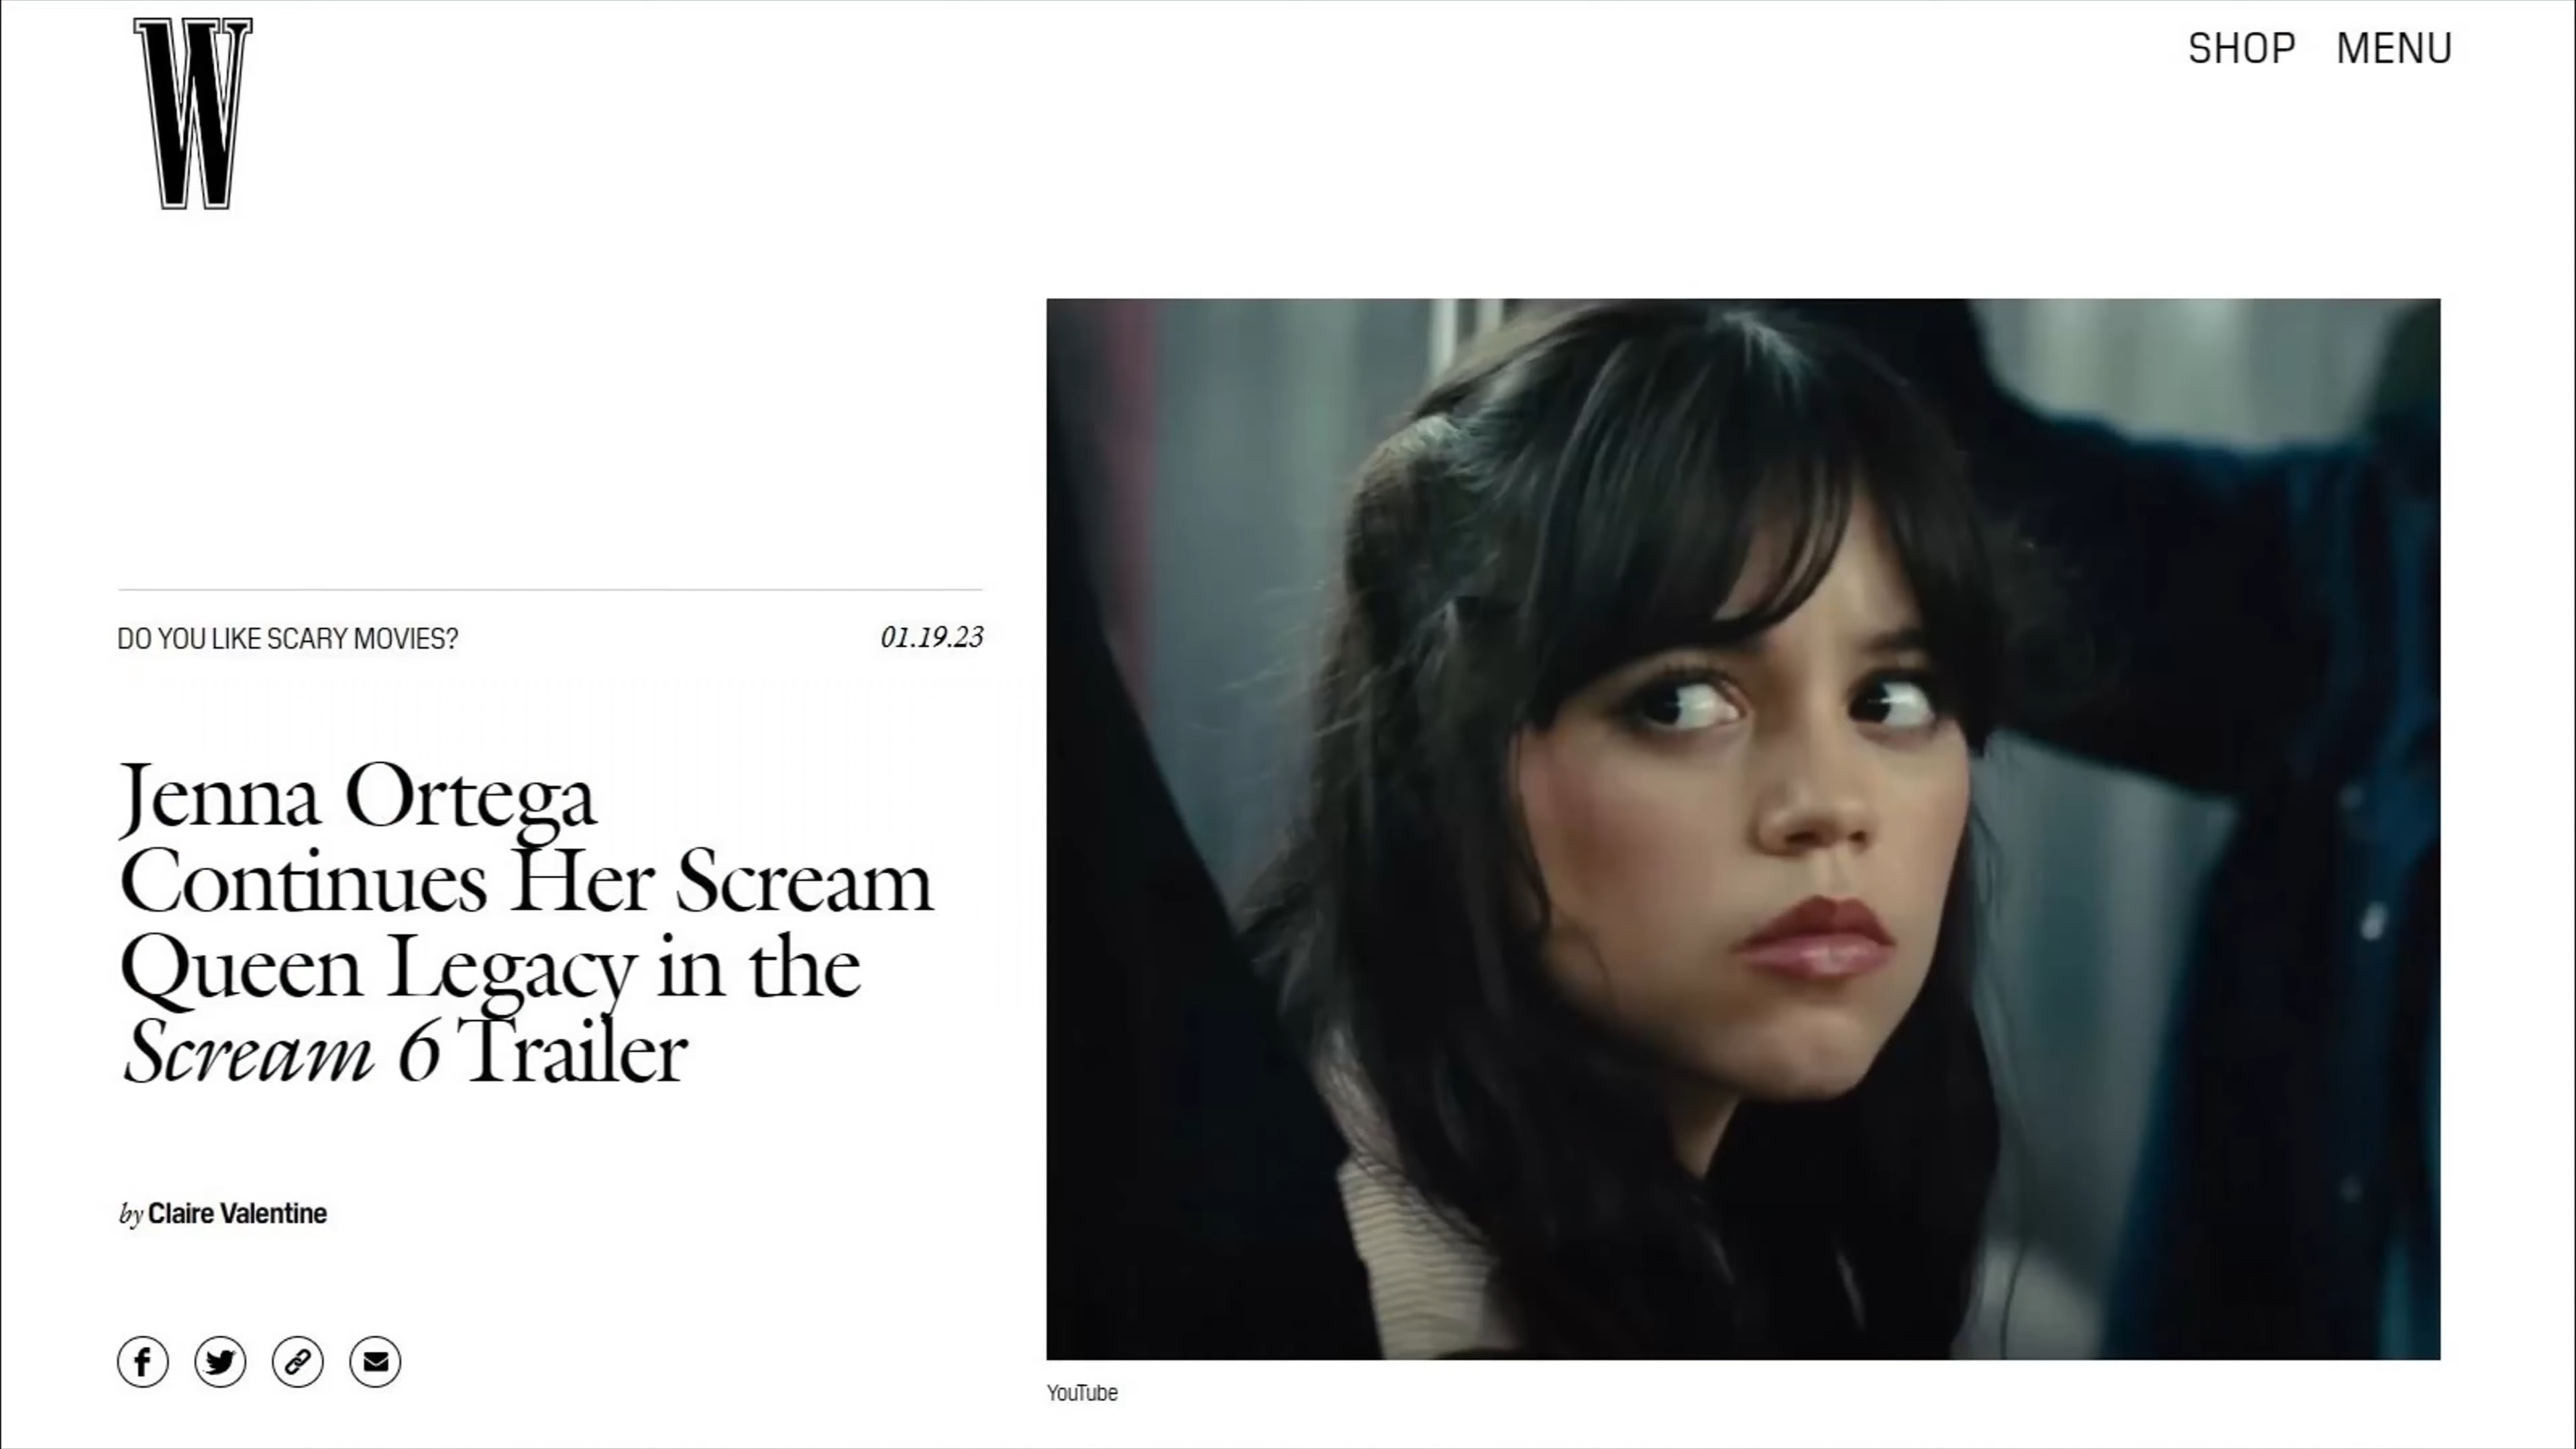 W
SHOP MENU
DO YOU LIKE SCARY MOVIES?
01.19.23
Jenna Ortega
Continues Her Scream
Queen Legacy in the
Scream 6 Trailer
by Claire Valentine
YouTube